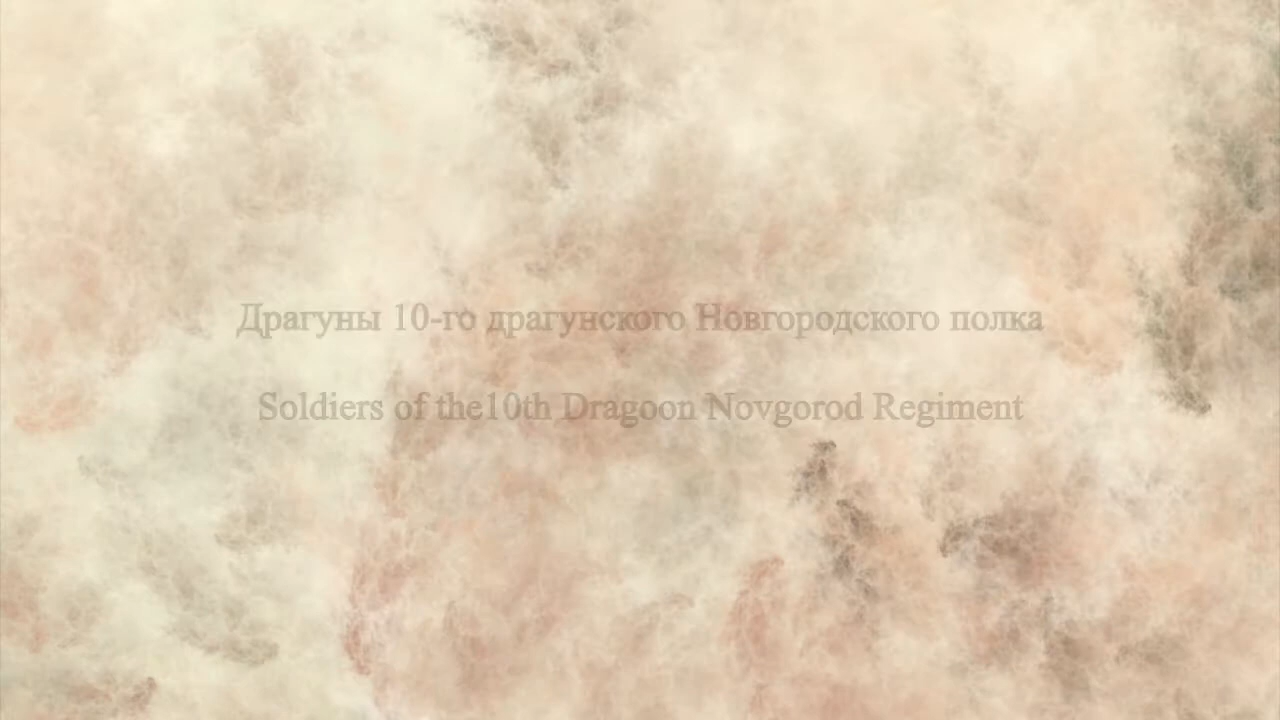 Драгуны 10-го драгунского Новгородского полка
Soldiers of the10th Dragoon Novgorod Regiment